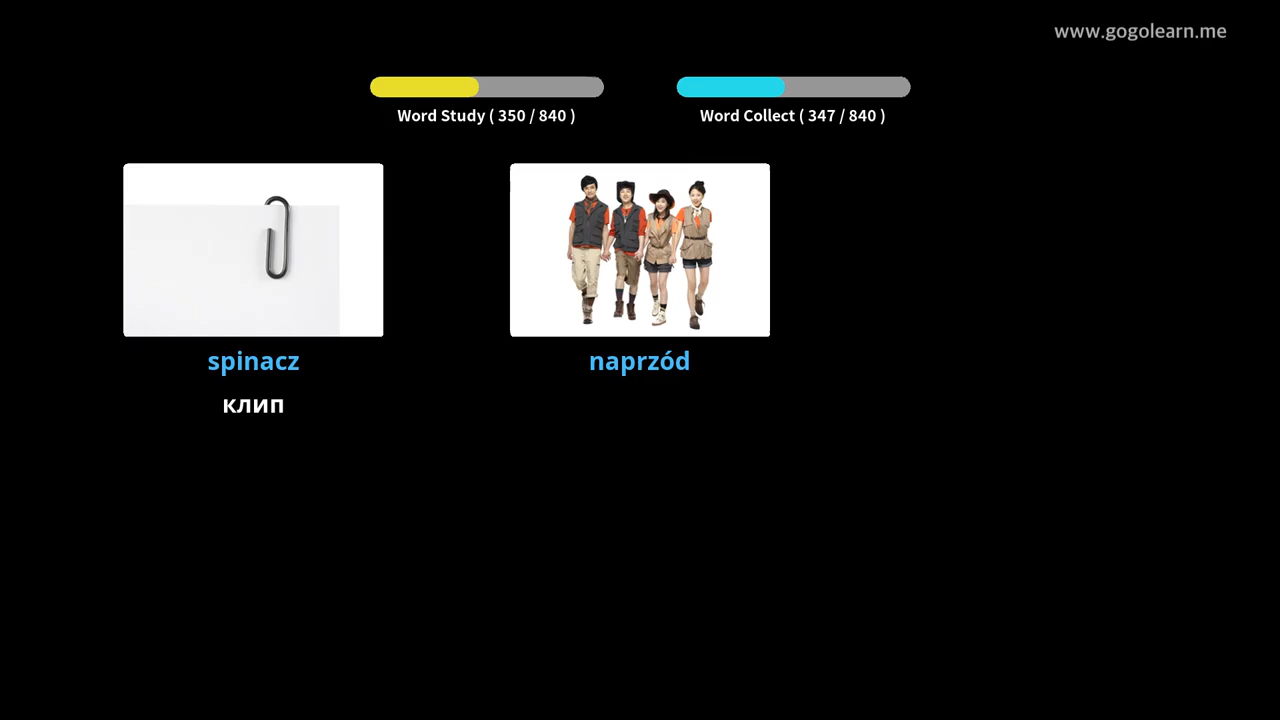 www.gogolearn.me
Word Study ( 350 / 840 )
Word Collect ( 347 / 840 )
spinacz
naprzód
клип